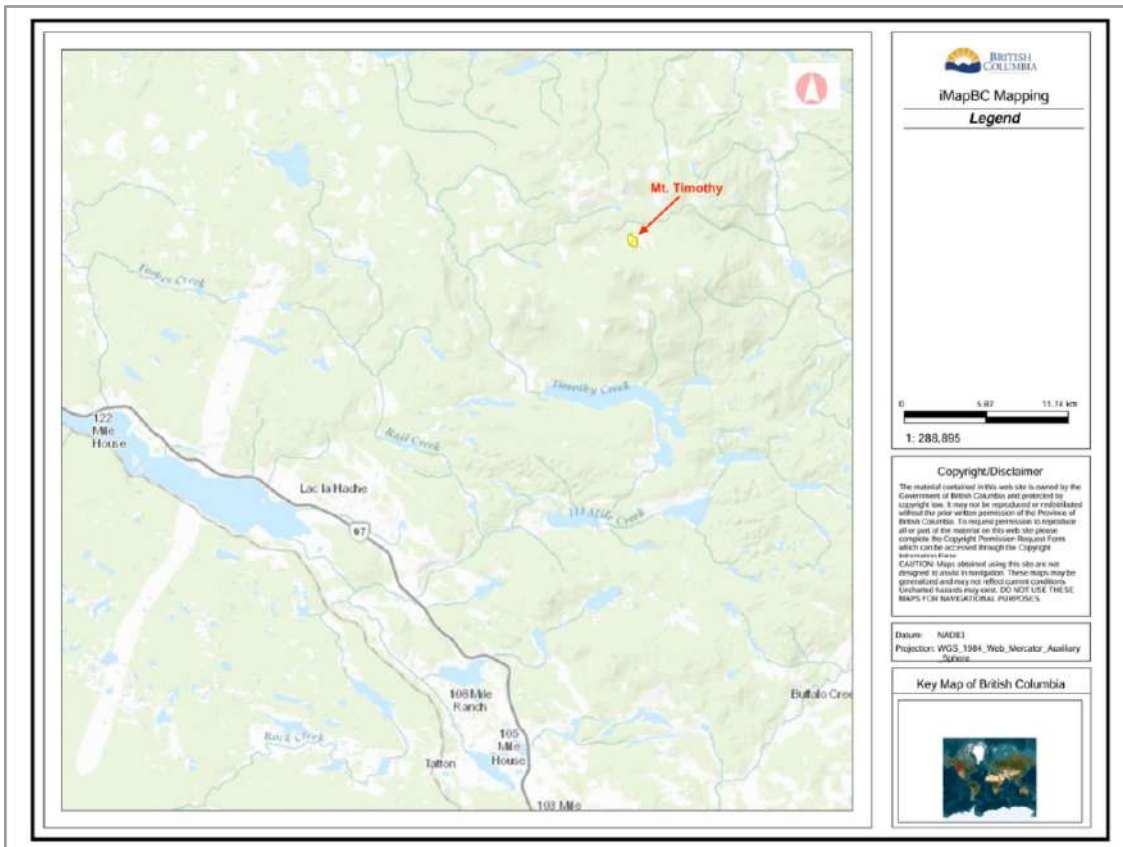 Mt. Timothy
Forbes Creek
Timothy Creek
122
Mile
House
Rail Creek
Lac la Hache
97
111 Mile Creek
108 Mile
Ranch
Buffalo Cree
105
Mile
House
Rock Creek
Tatton
103 Mile
BRITISH
COLUMBIA
iMapBC Mapping
Legend
0 5.87 11.74 km
1: 288,895
Copyright/Disclaimer
The material contained in this web site is owned by the
Government of British Columbia and protected by
copyright law. It may not be reproduced or redistributed
without the prior written permission of the Province of
British Columbia. To request permission to reproduce
all or part of the material on this web site please
complete the Copyright Permission Request Form
which can be accessed through the Copyright
Information Page.
CAUTION: Maps obtained using this site are not
designed to assist in navigation. These maps may be
generalized and may not reflect current conditions.
Uncharted hazards may exist. DO NOT USE THESE
MAPS FOR NAVIGATIONAL PURPOSES.
Datum: NAD83
Projection: WGS_1984_Web_Mercator_Auxiliary
_Sphere
Key Map of British Columbia